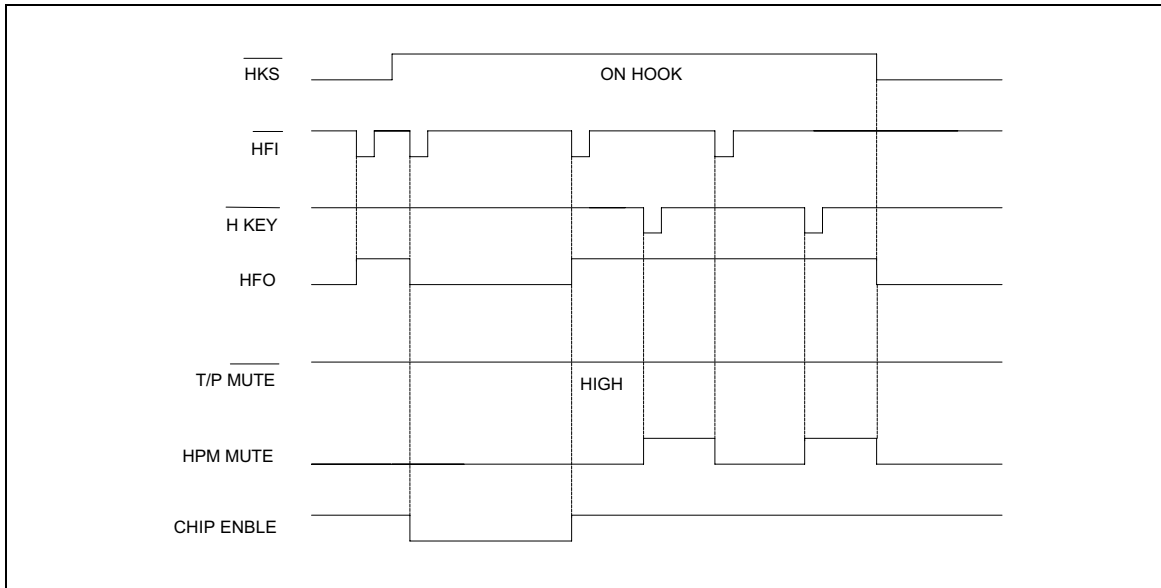 HKS
ON HOOK
HFI
H KEY
HFO
T/P MUTE
HIGH
HPM MUTE
CHIP ENBLE